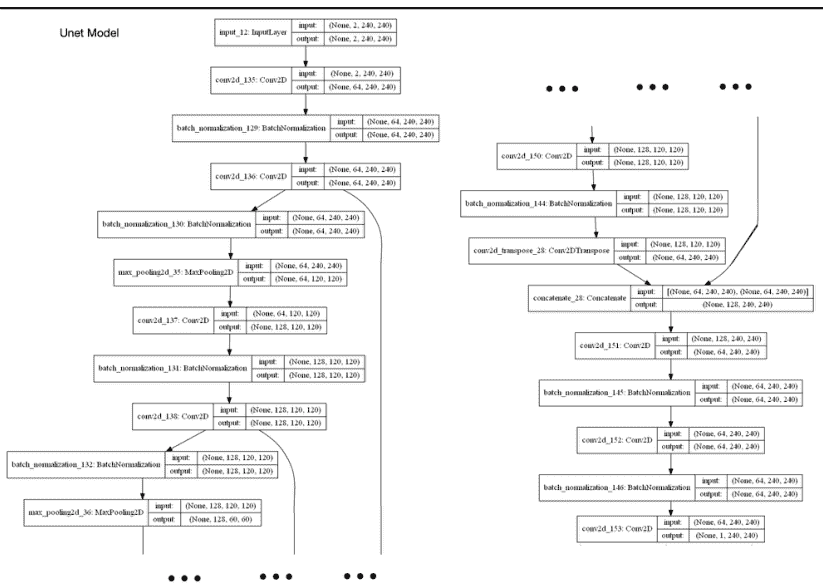 Unet Model
input_12: InputLayer
input: (None, 2, 240, 240)
output: (None, 2, 240, 240)
conv2d_135: Conv2D
input: (None, 2, 240, 240)
output: (None, 64, 240, 240)
batch_normalization_129: BatchNormalization
input: (None, 64, 240, 240)
output: (None, 64, 240, 240)
conv2d_136: Conv2D
input: (None, 64, 240, 240)
output: (None, 64, 240, 240)
batch_normalization_130: BatchNormalization
input: (None, 64, 240, 240)
output: (None, 64, 240, 240)
max_pooling2d_35: MaxPooling2D
input: (None, 64, 240, 240)
output: (None, 64, 120, 120)
conv2d_137: Conv2D
input: (None, 64, 120, 120)
output: (None, 128, 120, 120)
batch_normalization_131: BatchNormalization
input: (None, 128, 120, 120)
output: (None, 128, 120, 120)
conv2d_138: Conv2D
input: (None, 128, 120, 120)
output: (None, 128, 120, 120)
batch_normalization_132: BatchNormalization
input: (None, 128, 120, 120)
output: (None, 128, 120, 120)
max_pooling2d_36: MaxPooling2D
input: (None, 128, 120, 120)
output: (None, 128, 60, 60)
conv2d_150: Conv2D
input: (None, 128, 120, 120)
output: (None, 128, 120, 120)
batch_normalization_144: BatchNormalization
input: (None, 128, 120, 120)
output: (None, 128, 120, 120)
conv2d_transpose_28: Conv2DTranspose
input: (None, 128, 120, 120)
output: (None, 64, 240, 240)
concatenate_28: Concatenate
input: [(None, 64, 240, 240), (None, 64, 240, 240)]
output: (None, 128, 240, 240)
conv2d_151: Conv2D
input: (None, 128, 240, 240)
output: (None, 64, 240, 240)
batch_normalization_145: BatchNormalization
input: (None, 64, 240, 240)
output: (None, 64, 240, 240)
conv2d_152: Conv2D
input: (None, 64, 240, 240)
output: (None, 64, 240, 240)
batch_normalization_146: BatchNormalization
input: (None, 64, 240, 240)
output: (None, 64, 240, 240)
conv2d_153: Conv2D
input: (None, 64, 240, 240)
output: (None, 1, 240, 240)